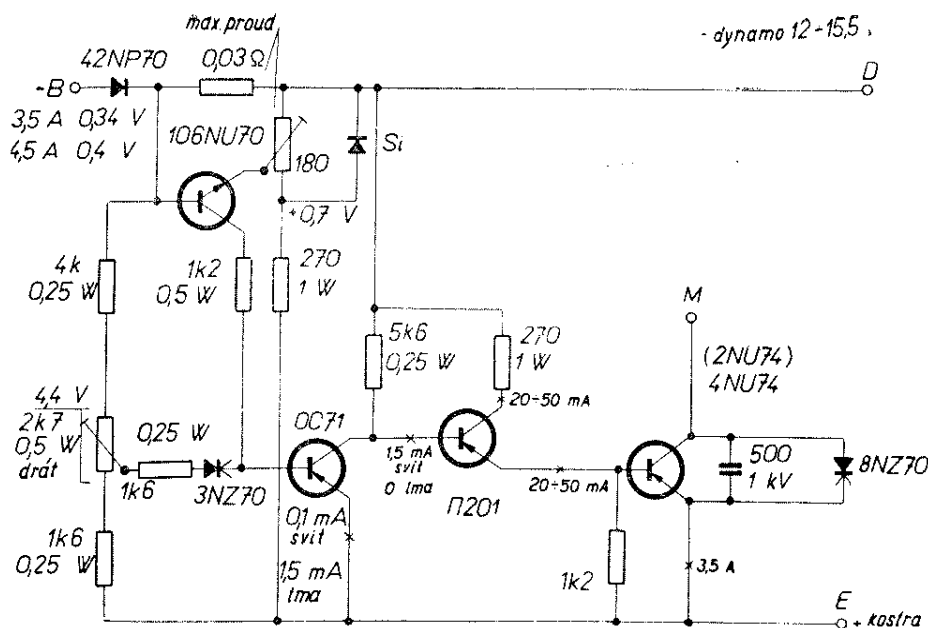 max. proud
- dynamo 12÷15,5 .
42NP70
0,03 Ω
-B
D
3,5 A 0,34 V
4,5 A 0,4 V
106NU70
180
Si
+0,7 V
4k
0,25 W
1k2
0,5 W
270
1 W
M
5k6
0,25 W
270
1 W
(2NU74)
4NU74
4,4 V
2k7
0,5 W
drát
0,25 W
1k6
3NZ70
OC71
20÷50 mA
1,5 mA
svit
0 tma
П201
20÷50 mA
500
1 kV
8NZ70
0,1 mA
svit
1,5 mA
tma
1k6
0,25 W
1k2
3,5 A
E
+ kostra